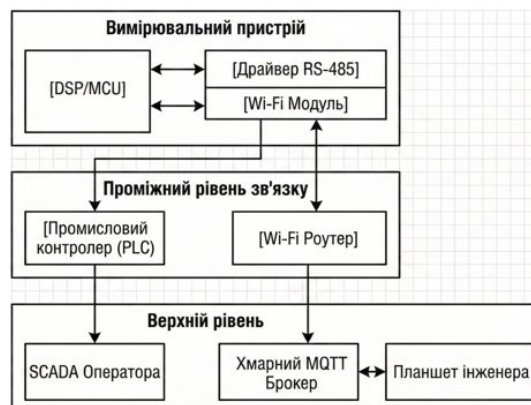 Вимірювальний пристрій
[DSP/MCU]
[Драйвер RS-485]
[Wi-Fi Модуль]
Проміжний рівень зв'язку
[Промисловий
контролер (PLC)
[Wi-Fi Роутер]
Верхній рівень
SCADA Оператора
Хмарний MQTT
Брокер
Планшет інженера